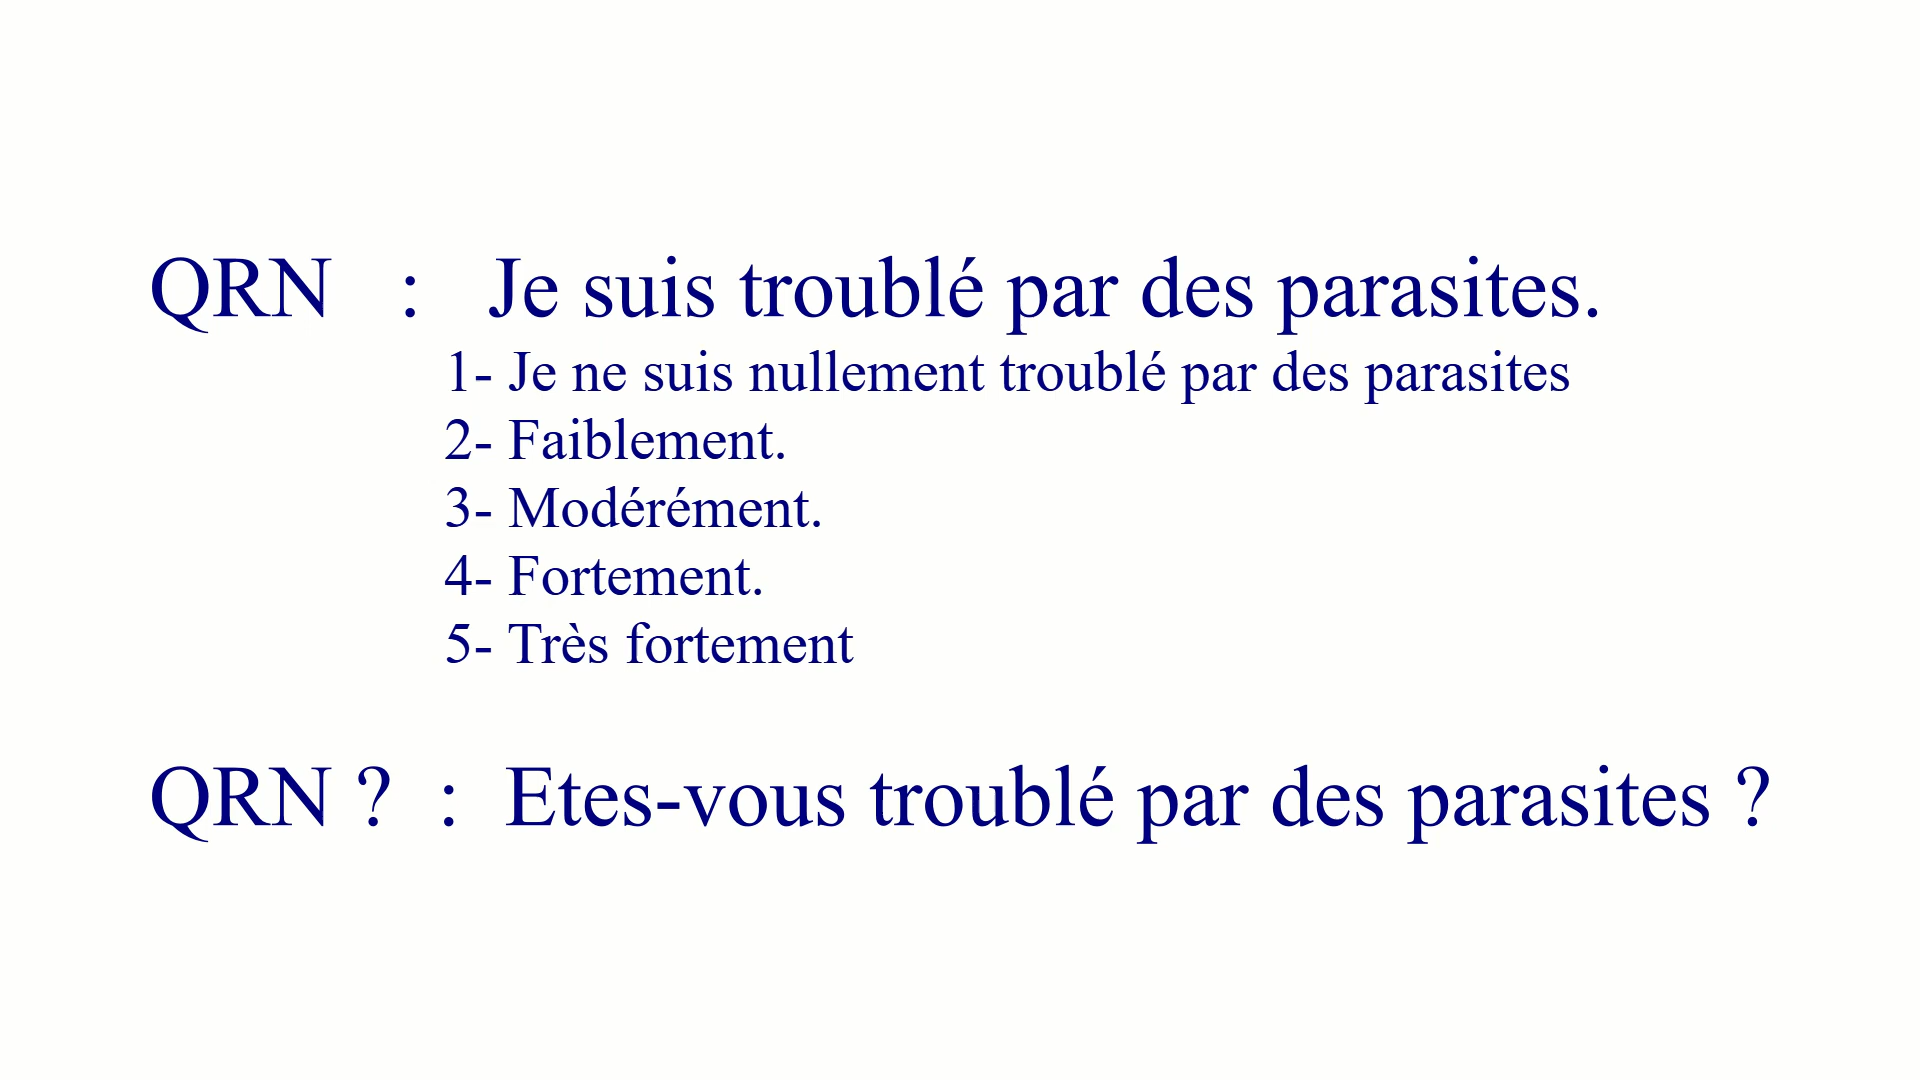 QRN : Je suis troublé par des parasites.
1- Je ne suis nullement troublé par des parasites
2- Faiblement.
3- Modérément.
4- Fortement.
5- Très fortement
QRN ? : Etes-vous troublé par des parasites ?